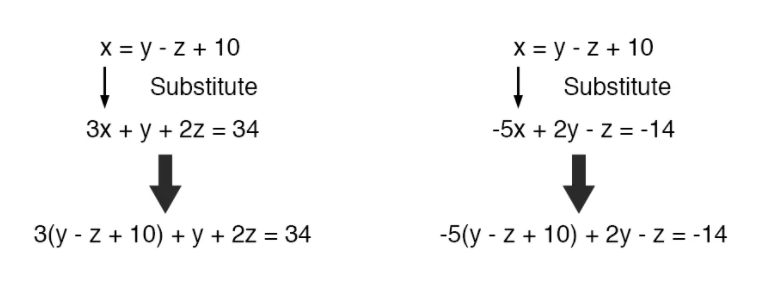 x = y - z + 10
Substitute
3x + y + 2z = 34
3(y - z + 10) + y + 2z = 34
x = y - z + 10
Substitute
-5x + 2y - z = -14
-5(y - z + 10) + 2y - z = -14